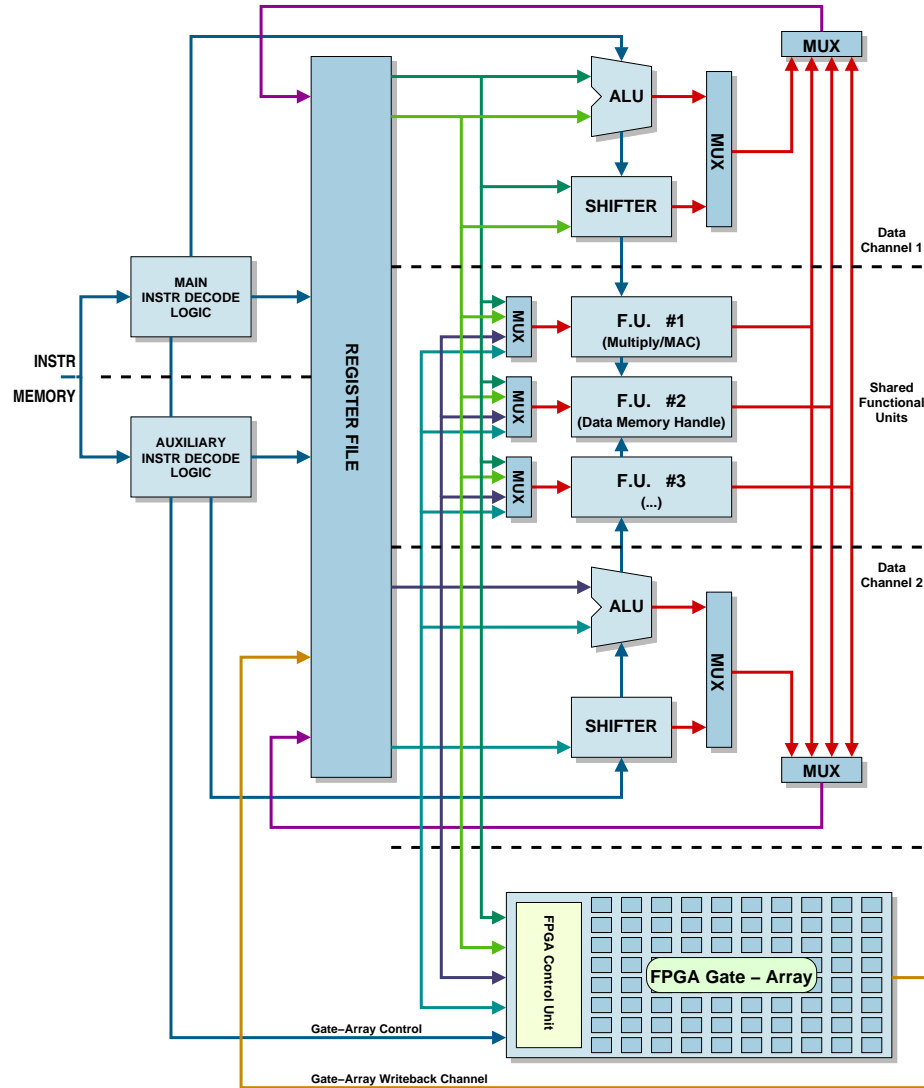 MUX
ALU
MUX
SHIFTER
Data
Channel 1
MAIN
INSTR DECODE
LOGIC
INSTR
MEMORY
AUXILIARY
INSTR DECODE
LOGIC
REGISTER FILE
MUX
F.U. #1
(Multiply/MAC)
MUX
F.U. #2
(Data Memory Handle)
MUX
F.U. #3
(...)
Shared
Functional
Units
Data
Channel 2
ALU
MUX
SHIFTER
MUX
FPGA Control Unit
FPGA Gate – Array
Gate–Array Control
Gate–Array Writeback Channel